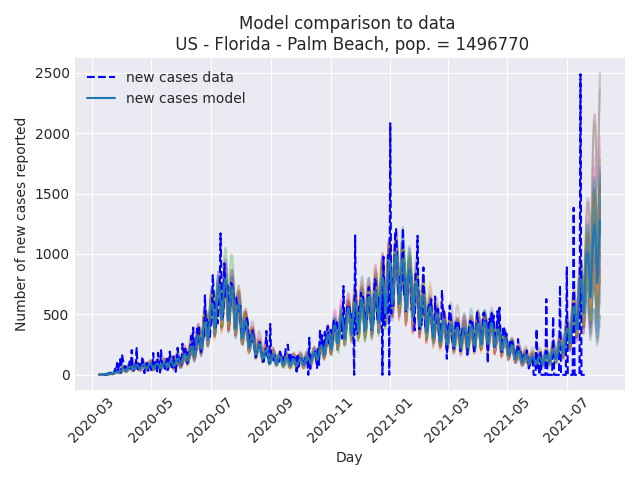 Model comparison to data
US - Florida - Palm Beach, pop. = 1496770
new cases data
new cases model
Number of new cases reported
2500
2000
1500
1000
500
0
2020-03
2020-05
2020-07
2020-09
2020-11
2021-01
2021-03
2021-05
2021-07
Day